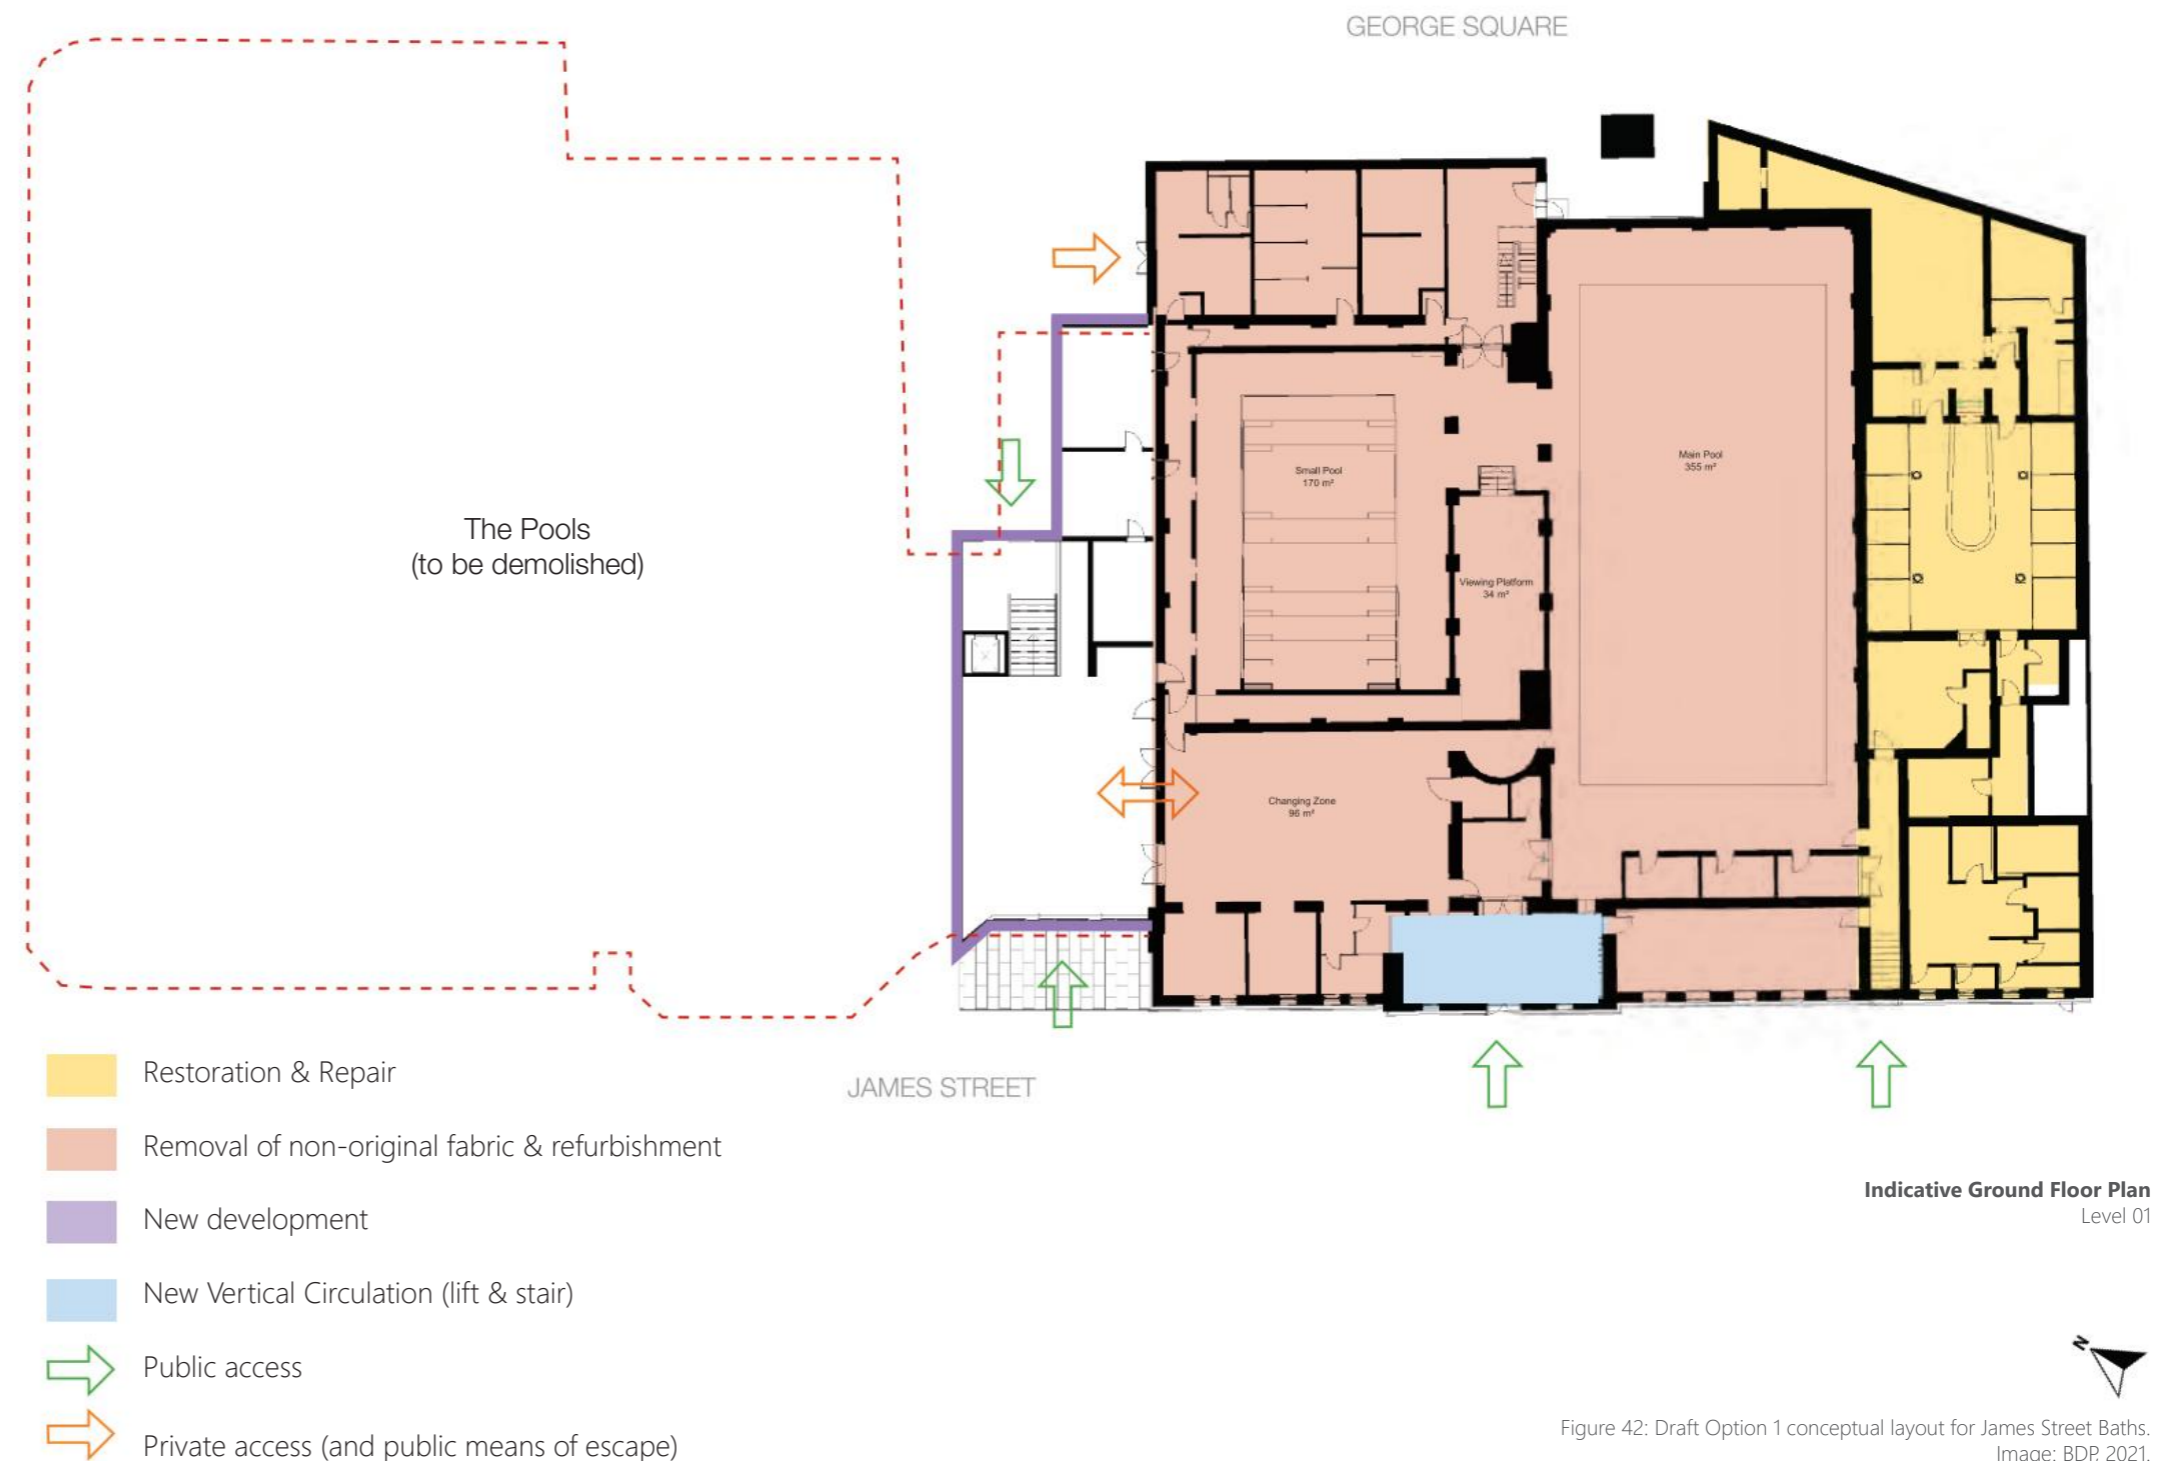 GEORGE SQUARE
The Pools
(to be demolished)
Small Pool
170 m²
Main Pool
355 m²
Viewing Platform
34 m²
Changing Zone
96 m²
JAMES STREET
Restoration & Repair
Removal of non-original fabric & refurbishment
New development
New Vertical Circulation (lift & stair)
Public access
Private access (and public means of escape)
Indicative Ground Floor Plan
Level 01
N
Figure 42: Draft Option 1 conceptual layout for James Street Baths.
Image: BDP, 2021.